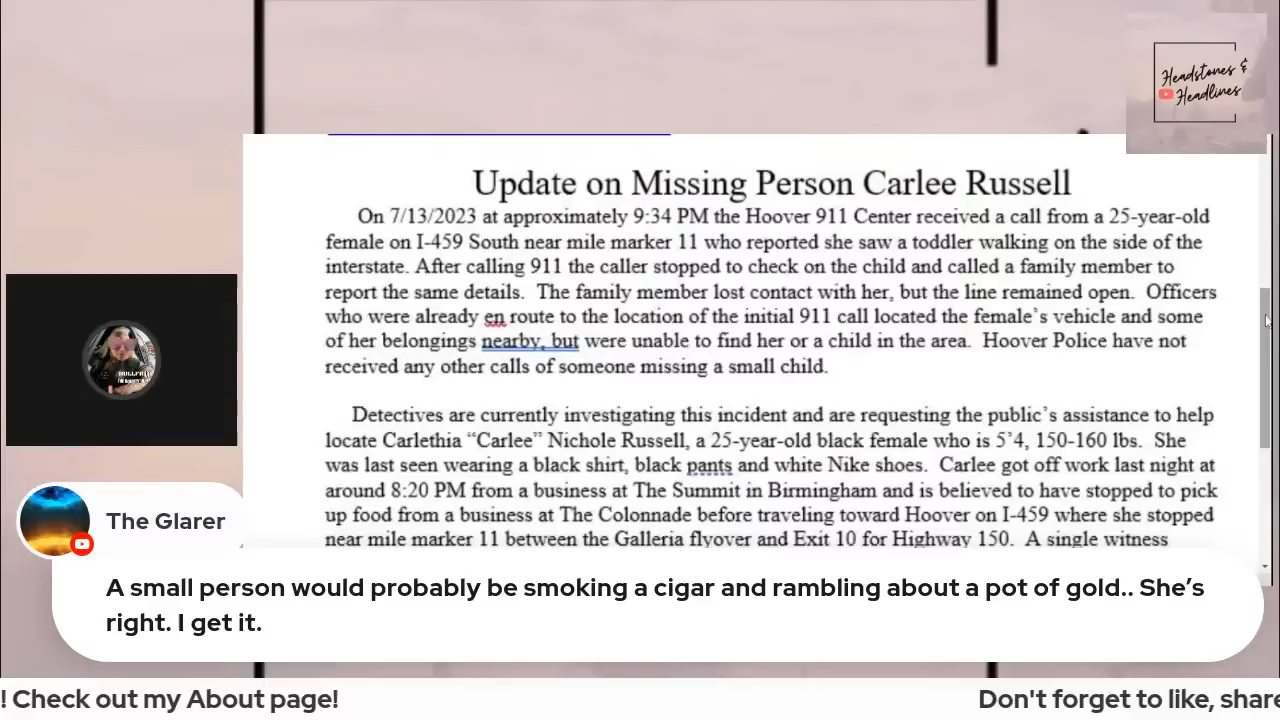 Headstones &
Headlines
Update on Missing Person Carlee Russell
On 7/13/2023 at approximately 9:34 PM the Hoover 911 Center received a call from a 25-year-old
female on I-459 South near mile marker 11 who reported she saw a toddler walking on the side of the
interstate. After calling 911 the caller stopped to check on the child and called a family member to
report the same details. The family member lost contact with her, but the line remained open. Officers
who were already en route to the location of the initial 911 call located the female's vehicle and some
of her belongings nearby, but were unable to find her or a child in the area. Hoover Police have not
received any other calls of someone missing a small child.
Detectives are currently investigating this incident and are requesting the public's assistance to help
locate Carlethia “Carlee” Nichole Russell, a 25-year-old black female who is 5’4, 150-160 lbs. She
was last seen wearing a black shirt, black pants and white Nike shoes. Carlee got off work last night at
around 8:20 PM from a business at The Summit in Birmingham and is believed to have stopped to pick
up food from a business at The Colonnade before traveling toward Hoover on I-459 where she stopped
near mile marker 11 between the Galleria flyover and Exit 10 for Highway 150. A single witness
The Glarer
A small person would probably be smoking a cigar and rambling about a pot of gold.. She’s
right. I get it.
! Check out my About page!
Don't forget to like, share